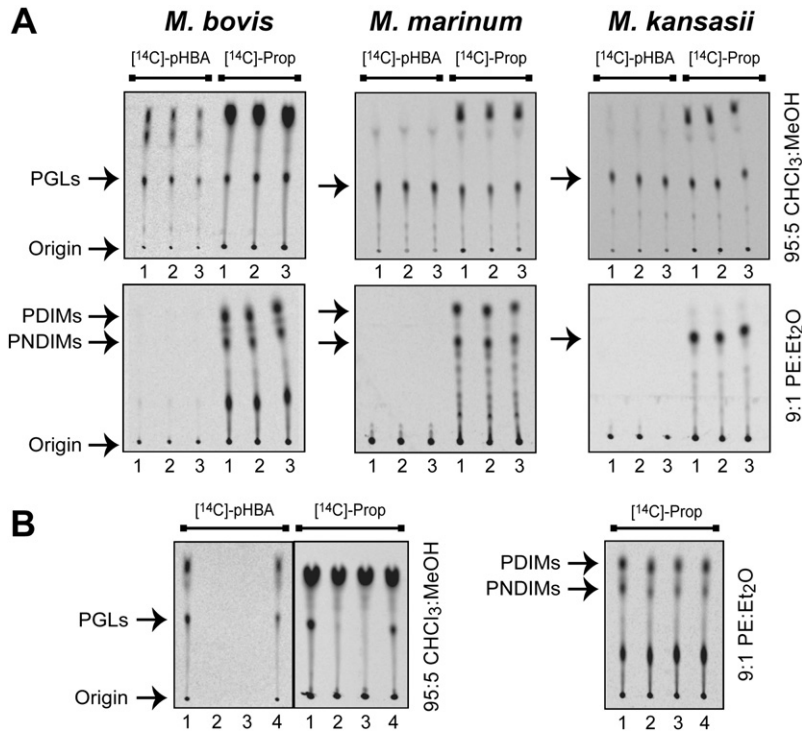 A
M. bovis M. marinum M. kansasii
[14C]-pHBA [14C]-Prop [14C]-pHBA [14C]-Prop [14C]-pHBA [14C]-Prop
PGLs
Origin
1 2 3 1 2 3 1 2 3 1 2 3 1 2 3 1 2 3
95:5 CHCl3:MeOH
PDIMs
PNDIMs
Origin
1 2 3 1 2 3 1 2 3 1 2 3 1 2 3 1 2 3
9:1 PE:Et2O
B
[14C]-pHBA [14C]-Prop [14C]-Prop
PGLs
Origin
1 2 3 4 1 2 3 4
95:5 CHCl3:MeOH
PDIMs
PNDIMs
1 2 3 4
9:1 PE:Et2O